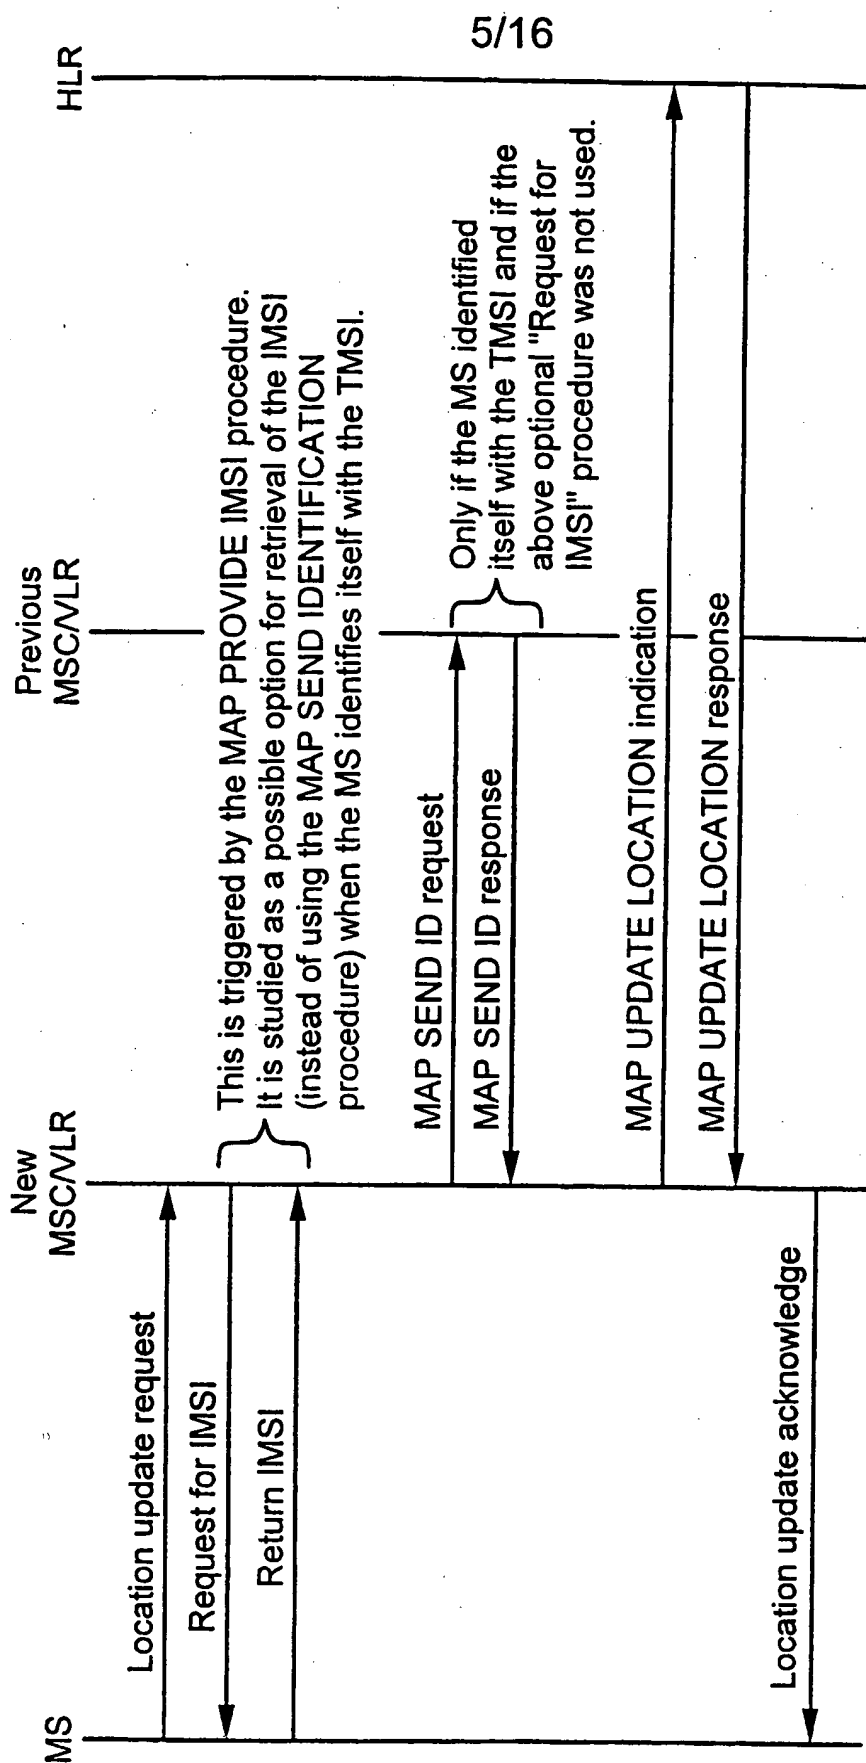 5/16
MS
New
MSC/VLR
Previous
MSC/VLR
HLR
Location update request
Request for IMSI
Return IMSI
This is triggered by the MAP PROVIDE IMSI procedure.
It is studied as a possible option for retrieval of the IMSI
(instead of using the MAP SEND IDENTIFICATION
procedure) when the MS identifies itself with the TMSI.
MAP SEND ID request
MAP SEND ID response
Only if the MS identified
itself with the TMSI and if the
above optional "Request for
IMSI" procedure was not used.
MAP UPDATE LOCATION indication
MAP UPDATE LOCATION response
Location update acknowledge